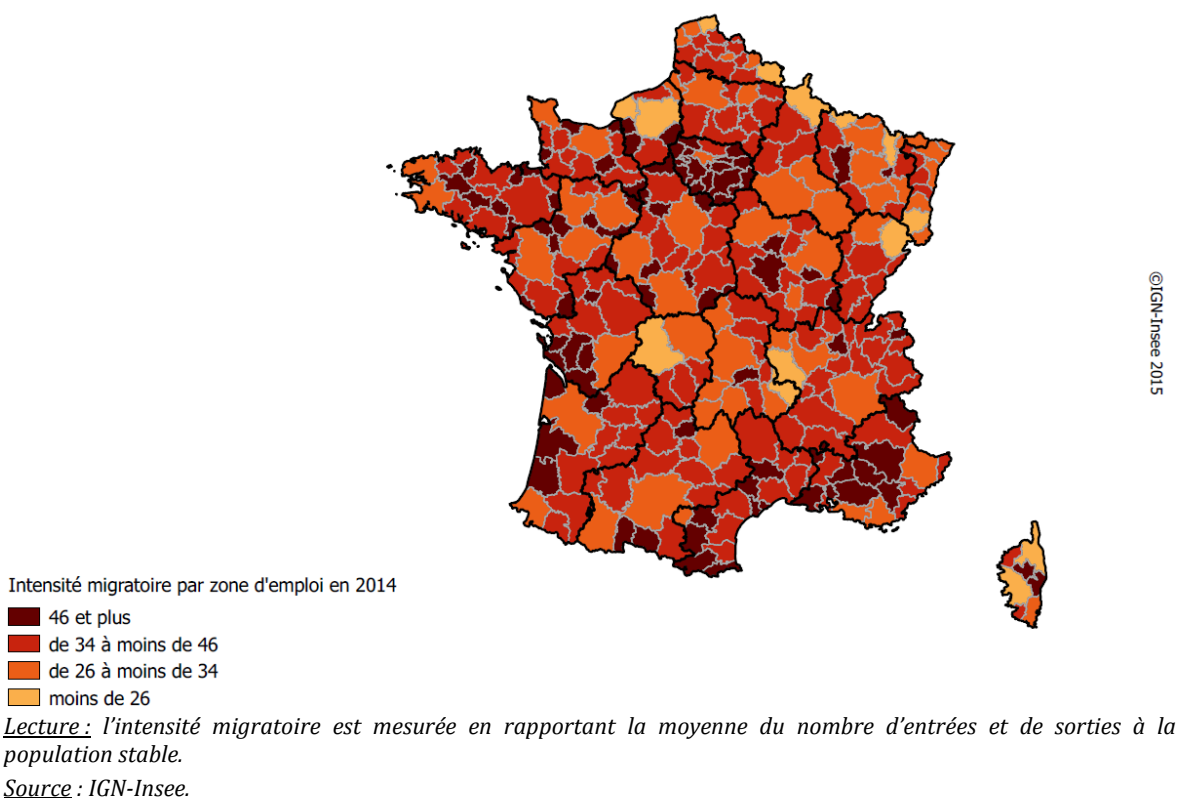 ©IGN-Insee 2015
Intensité migratoire par zone d'emploi en 2014
46 et plus
de 34 à moins de 46
de 26 à moins de 34
moins de 26
Lecture : l'intensité migratoire est mesurée en rapportant la moyenne du nombre d'entrées et de sorties à la
population stable.
Source : IGN-Insee.